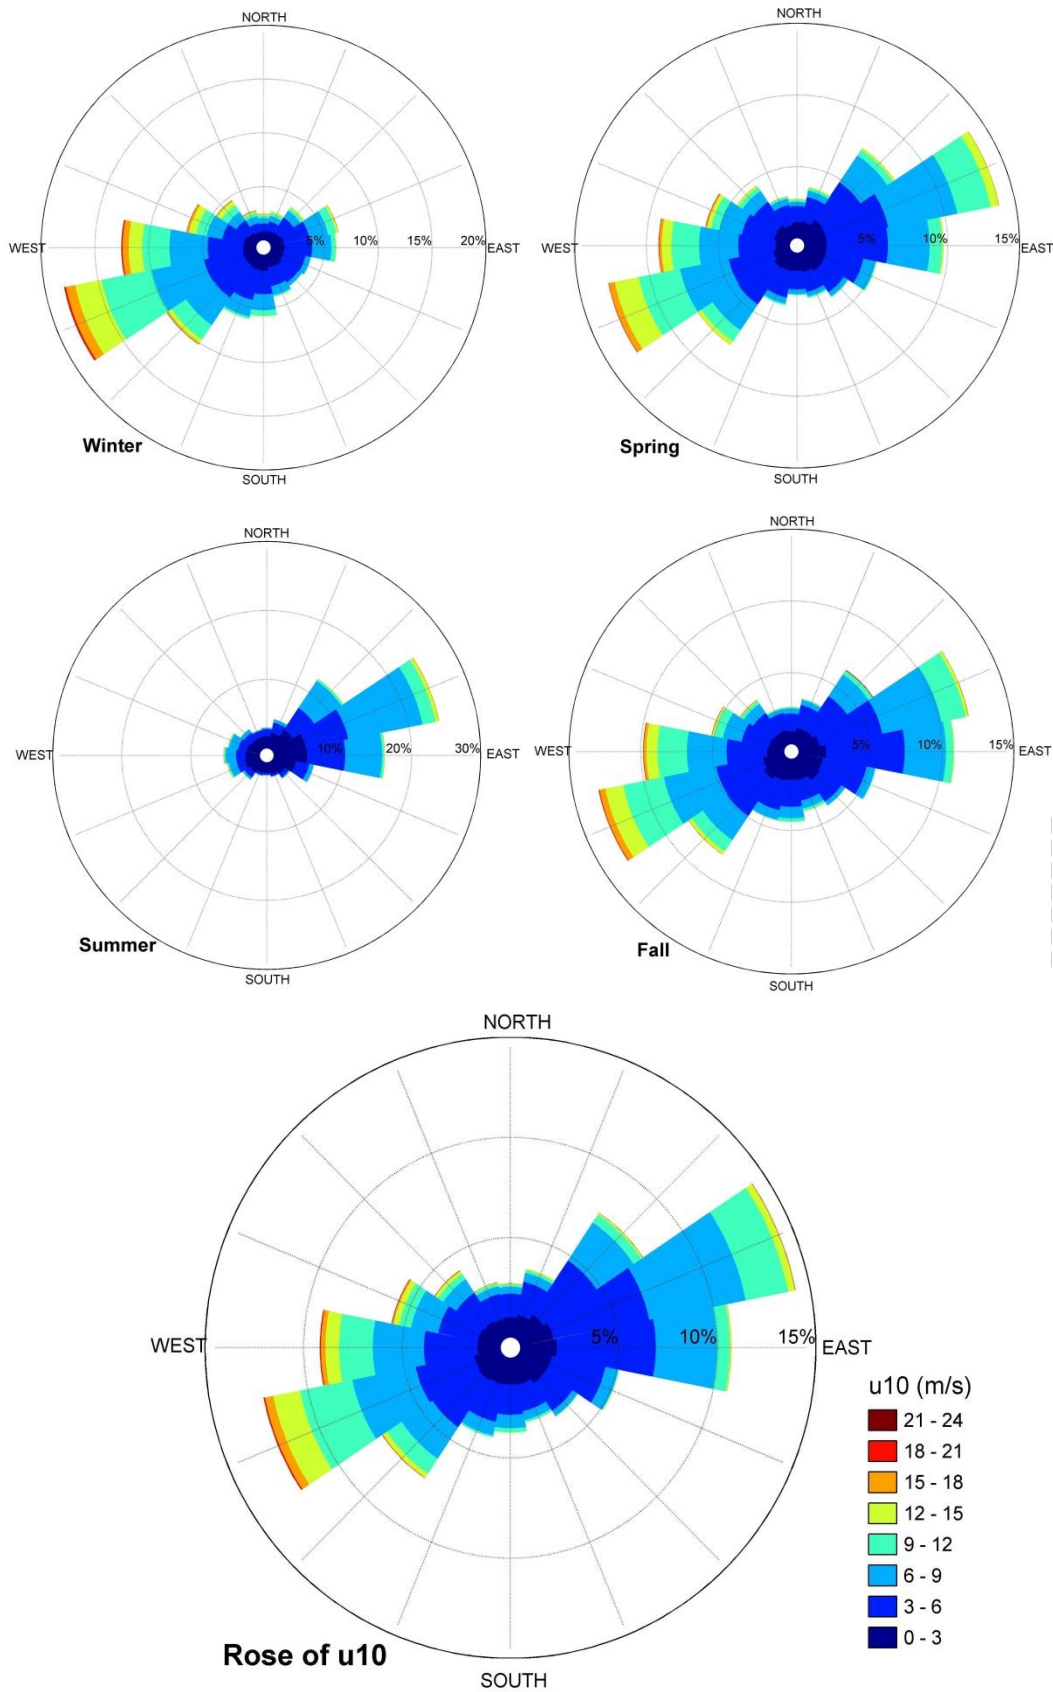 NORTH
WEST
5%
10%
15%
20%
EAST
Winter
SOUTH
NORTH
5%
10%
15%
EAST
Spring
SOUTH
NORTH
WEST
10%
20%
30%
EAST
Summer
SOUTH
NORTH
WEST
5%
10%
15%
EAST
Fall
SOUTH
NORTH
WEST
5%
10%
15%
EAST
u10 (m/s)
21 - 24
18 - 21
15 - 18
12 - 15
9 - 12
6 - 9
3 - 6
0 - 3
Rose of u10
SOUTH
WEST